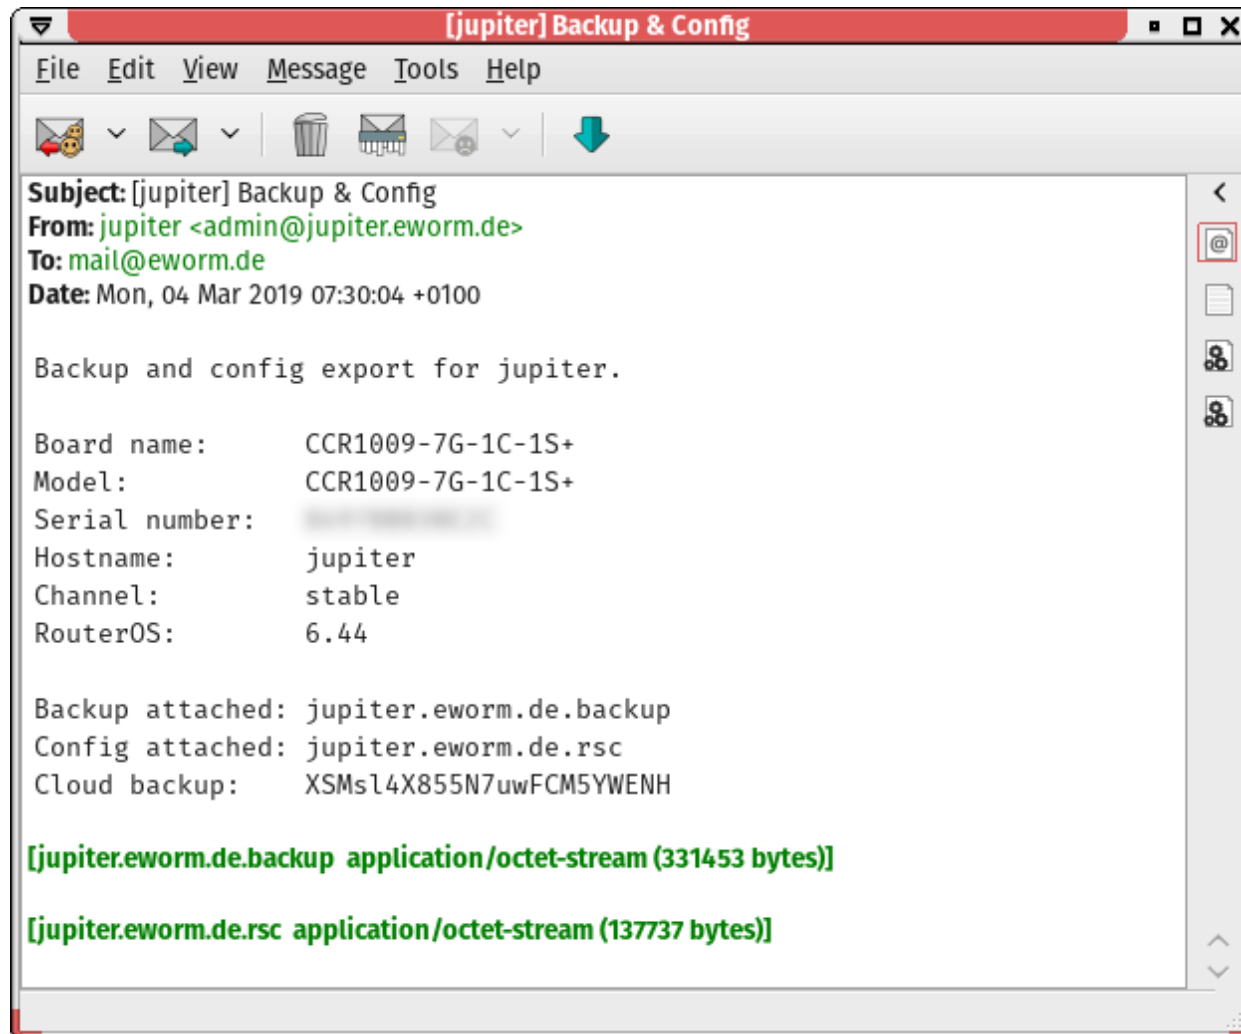 [jupiter] Backup & Config
File Edit View Message Tools Help
Subject: [jupiter] Backup & Config
From: jupiter <admin@jupiter.eworm.de>
To: mail@eworm.de
Date: Mon, 04 Mar 2019 07:30:04 +0100
Backup and config export for jupiter.
Board name: CCR1009-7G-1C-1S+
Model: CCR1009-7G-1C-1S+
Serial number:
Hostname: jupiter
Channel: stable
RouterOS: 6.44
Backup attached: jupiter.eworm.de.backup
Config attached: jupiter.eworm.de.rsc
Cloud backup: XSMsl4X855N7uwFCM5YWENH
[jupiter.eworm.de.backup application/octet-stream (331453 bytes)]
[jupiter.eworm.de.rsc application/octet-stream (137737 bytes)]